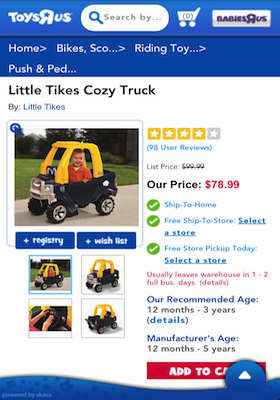 TOYSЯUS
Search by...
(0)
BABIESЯUS
Home> Bikes, Sco...> Riding Toy...>
Push & Ped...
Little Tikes Cozy Truck
By: Little Tikes
(98 User Reviews)
List Price: $99.99
Our Price: $78.99
Ship-To-Home
Free Ship-To-Store: Select
a store
Free Store Pickup Today:
Select a store
Usually leaves warehouse in 1 - 2
full bus. days. (details)
+ registry
+ wish list
Our Recommended Age:
12 months - 3 years
(details)
Manufacturer's Age:
12 months - 5 years
ADD TO CA
powered by skava